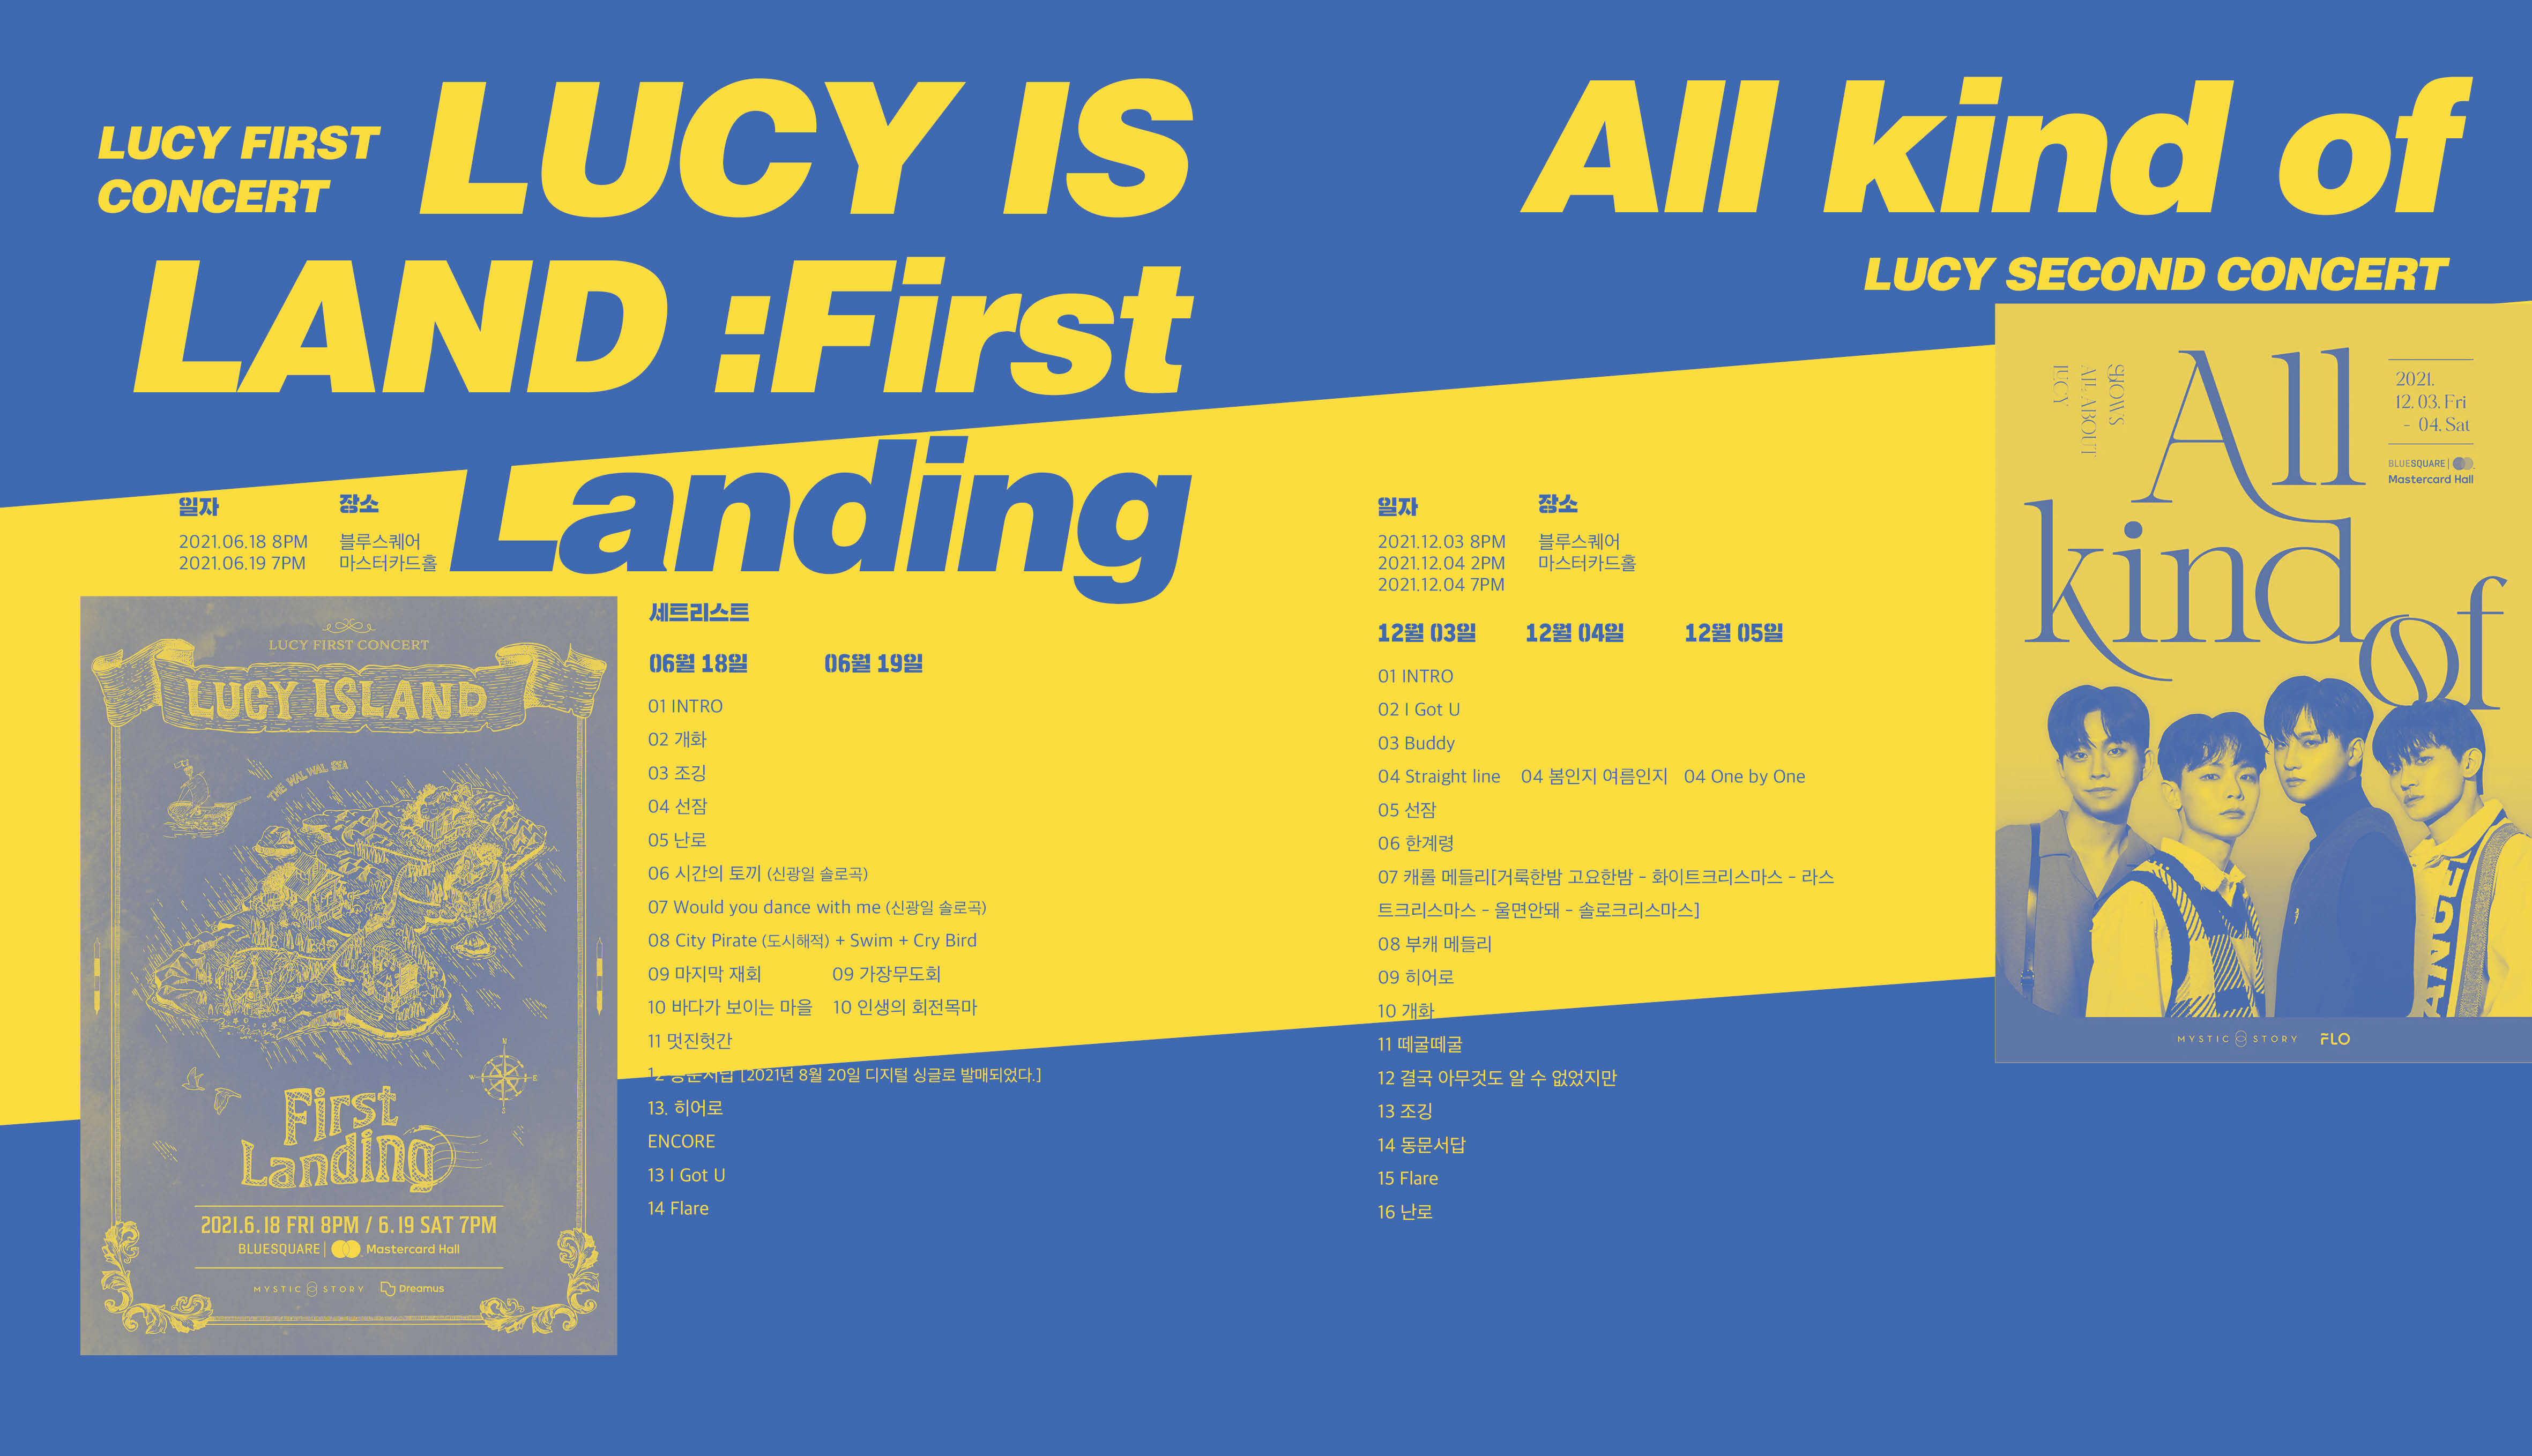 LUCY FIRST
CONCERT
LUCY IS
LAND :First
Landing
일자
2021.06.18 8PM
2021.06.19 7PM
장소
블루스퀘어
마스터카드홀
LUCY FIRST CONCERT
LUCY ISLAND
THE WAL WAL SEA
N
W
E
S
First
Landing
2021.6.18 FRI 8PM / 6.19 SAT 7PM
BLUESQUARE | Mastercard Hall
MYSTIC STORY Dreamus
세트리스트
06월 18일 06월 19일
01 INTRO
02 개화
03 조깅
04 선잠
05 난로
06 시간의 토끼 (신광일 솔로곡)
07 Would you dance with me (신광일 솔로곡)
08 City Pirate (도시해적) + Swim + Cry Bird
09 마지막 재회 09 가장무도회
10 바다가 보이는 마을 10 인생의 회전목마
11 멋진헛간
12 동문서답 [2021년 8월 20일 디지털 싱글로 발매되었다.]
13. 히어로
ENCORE
13 I Got U
14 Flare
All kind of
LUCY SECOND CONCERT
일자
2021.12.03 8PM
2021.12.04 2PM
2021.12.04 7PM
장소
블루스퀘어
마스터카드홀
12월 03일 12월 04일 12월 05일
01 INTRO
02 I Got U
03 Buddy
04 Straight line 04 봄인지 여름인지 04 One by One
05 선잠
06 한계령
07 캐롤 메들리[거룩한밤 고요한밤 - 화이트크리스마스 - 라스
트크리스마스 - 울면안돼 - 솔로크리스마스]
08 부캐 메들리
09 히어로
10 개화
11 떼굴떼굴
12 결국 아무것도 알 수 없었지만
13 조깅
14 동문서답
15 Flare
16 난로
SHOWS
ALL ABOUT
LUCY
All
kind
of
2021.
12. 03. Fri
- 04. Sat
BLUESQUARE |
Mastercard Hall
ANGE
MYSTIC STORY FLO